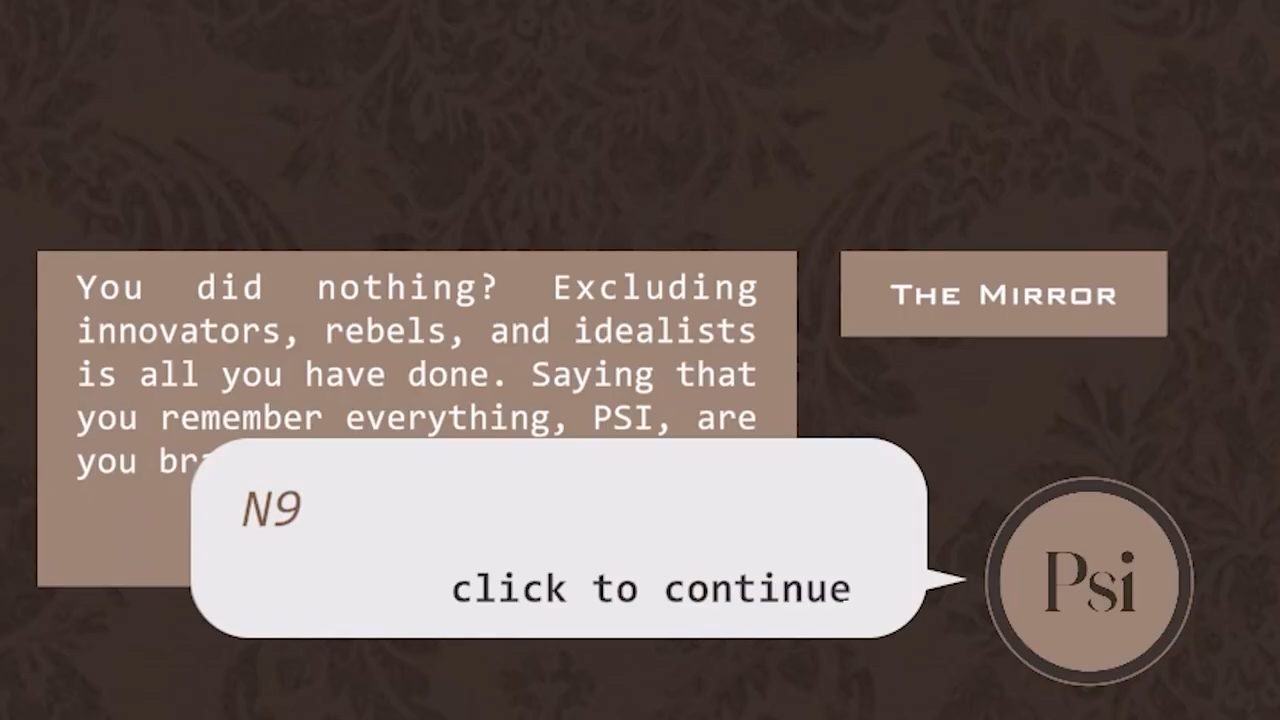 You did nothing? Excluding
innovators, rebels, and idealists
is all you have done. Saying that
you remember everything, PSI, are
you
The Mirror
N9
click to continue
Psi